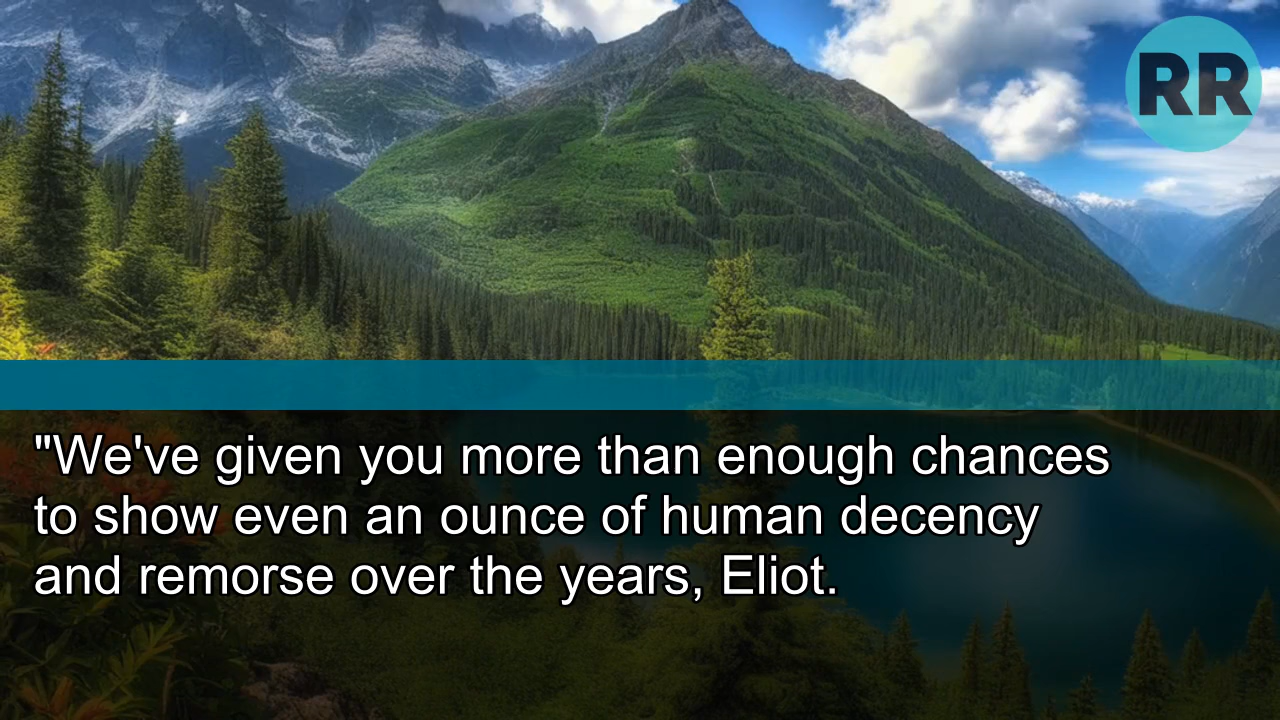 RR
"We've given you more than enough chances
to show even an ounce of human decency
and remorse over the years, Eliot.